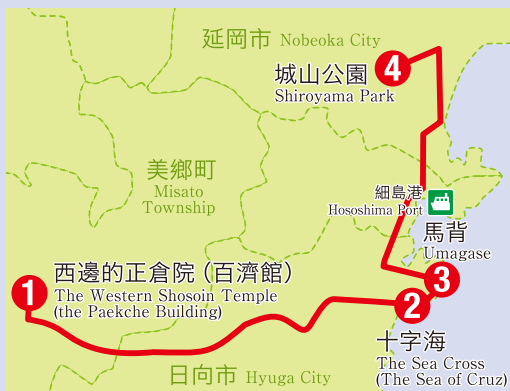 延岡市 Nobeoka City
城山公園 4
Shiroyama Park
美郷町
Misato
Township
細島港
Hososhima Port
馬背
Umagase
3
1
西邊的正倉院（百濟館）
The Western Shosoin Temple
(the Paekche Building)
2
十字海
The Sea Cross
(The Sea of Cruz)
日向市 Hyuga City